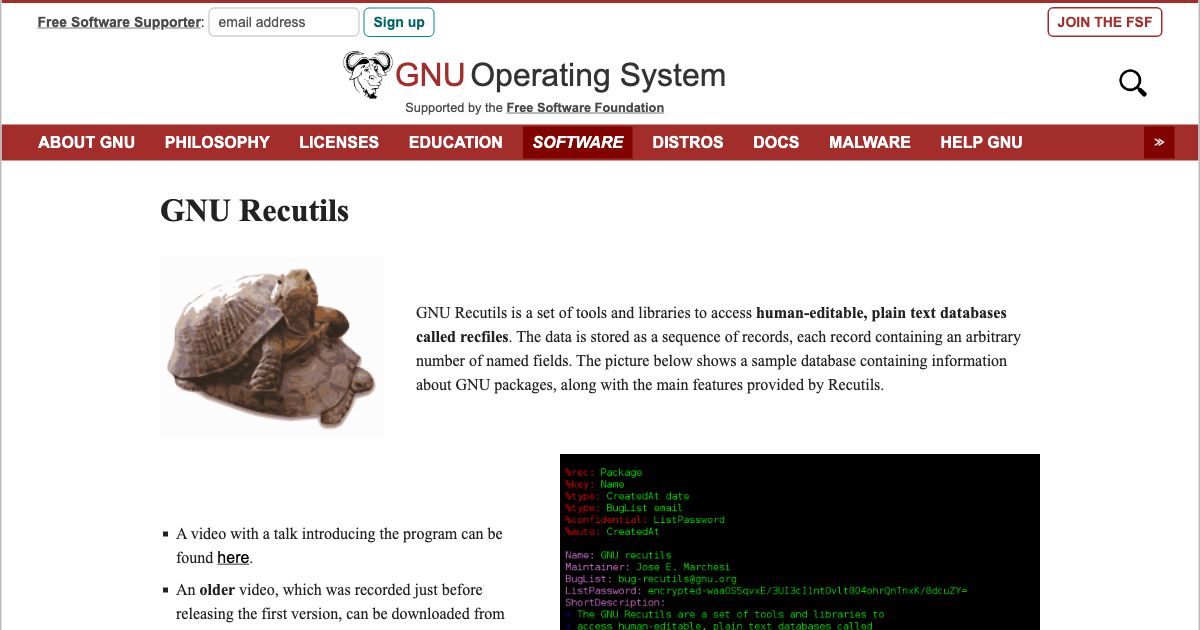 Free Software Supporter: email address Sign up JOIN THE FSF
GNU Operating System
Supported by the Free Software Foundation
ABOUT GNU PHILOSOPHY LICENSES EDUCATION SOFTWARE DISTROS DOCS MALWARE HELP GNU »
GNU Recutils
GNU Recutils is a set of tools and libraries to access human-editable, plain text databases
called recfiles. The data is stored as a sequence of records, each record containing an arbitrary
number of named fields. The picture below shows a sample database containing information
about GNU packages, along with the main features provided by Recutils.
A video with a talk introducing the program can be
found here.
An older video, which was recorded just before
releasing the first version, can be downloaded from
%rec: Package
%key: Name
%type: CreatedAt date
%type: BugList email
%confidential: ListPassword
%auto: CreatedAt
Name: GNU recutils
Maintainer: Jose E. Marchesi
BugList: bug-recutils@gnu.org
ListPassword:
ShortDescription:
The GNU Recutils are a set of tools and libraries to
access human-editable, plain text databases called